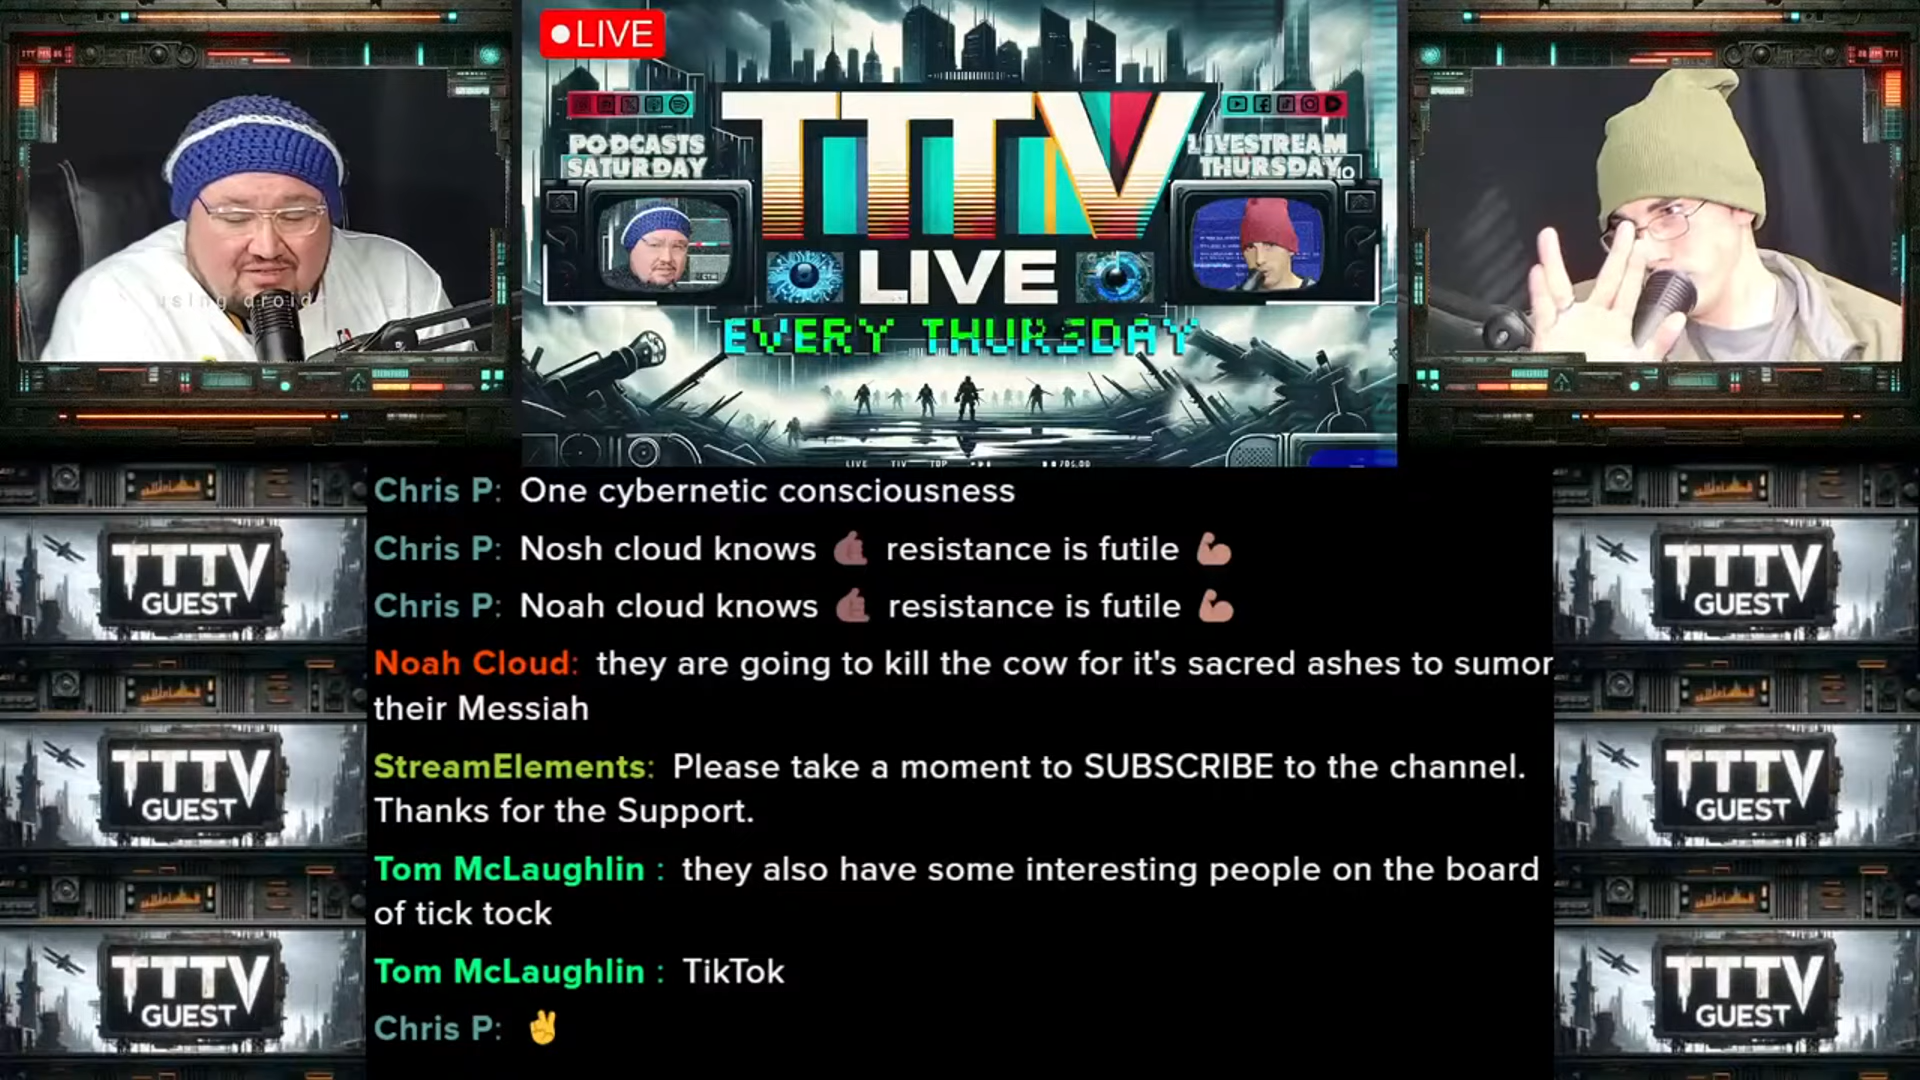 LIVE
PODCASTS
SATURDAY
TTTV
LIVE
EVERY THURSDAY
LIVESTREAM
THURSDAY
using droidc
Chris P: One cybernetic consciousness
Chris P: Nosh cloud knows 🤙🏽 resistance is futile 💪🏽
Chris P: Noah cloud knows 🤙🏽 resistance is futile 💪🏽
Noah Cloud: they are going to kill the cow for it's sacred ashes to sumor
their Messiah
StreamElements: Please take a moment to SUBSCRIBE to the channel.
Thanks for the Support.
Tom McLaughlin : they also have some interesting people on the board
of tick tock
Tom McLaughlin : TikTok
Chris P: ✌
TTTV
GUEST
TTTV
GUEST
TTTV
GUEST
TTTV
GUEST
TTTV
GUEST
TTTV
GUEST